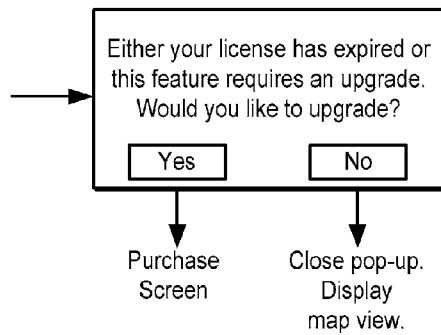 Either your license has expired or
this feature requires an upgrade.
Would you like to upgrade?
Yes
No
Purchase
Screen
Close pop-up.
Display
map view.